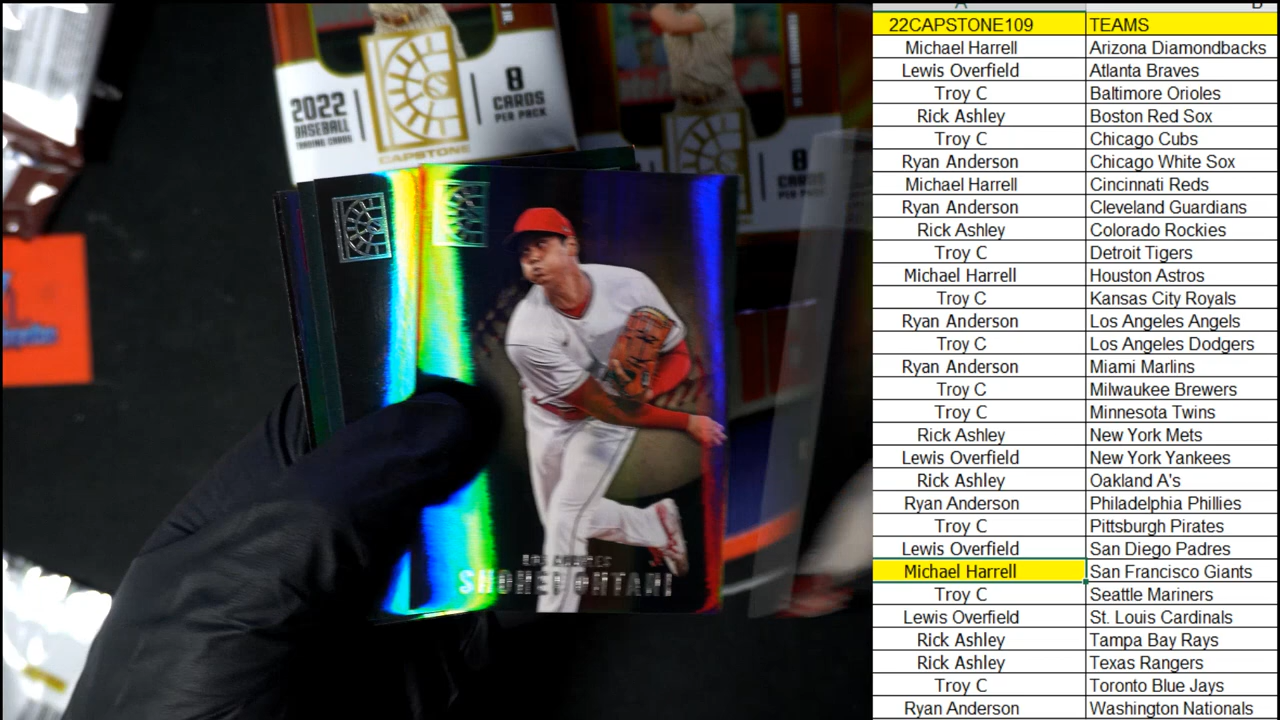 2022
BASEBALL
TRADING CARDS
8
CARDS
PER PACK
CAPSTONE
8
CARDS
PER PACK
LOS ANGELES
SHOHEI OHTANI
A B
22CAPSTONE109 TEAMS
Michael Harrell Arizona Diamondbacks
Lewis Overfield Atlanta Braves
Troy C Baltimore Orioles
Rick Ashley Boston Red Sox
Troy C Chicago Cubs
Ryan Anderson Chicago White Sox
Michael Harrell Cincinnati Reds
Ryan Anderson Cleveland Guardians
Rick Ashley Colorado Rockies
Troy C Detroit Tigers
Michael Harrell Houston Astros
Troy C Kansas City Royals
Ryan Anderson Los Angeles Angels
Troy C Los Angeles Dodgers
Ryan Anderson Miami Marlins
Troy C Milwaukee Brewers
Troy C Minnesota Twins
Rick Ashley New York Mets
Lewis Overfield New York Yankees
Rick Ashley Oakland A's
Ryan Anderson Philadelphia Phillies
Troy C Pittsburgh Pirates
Lewis Overfield San Diego Padres
Michael Harrell San Francisco Giants
Troy C Seattle Mariners
Lewis Overfield St. Louis Cardinals
Rick Ashley Tampa Bay Rays
Rick Ashley Texas Rangers
Troy C Toronto Blue Jays
Ryan Anderson Washington Nationals